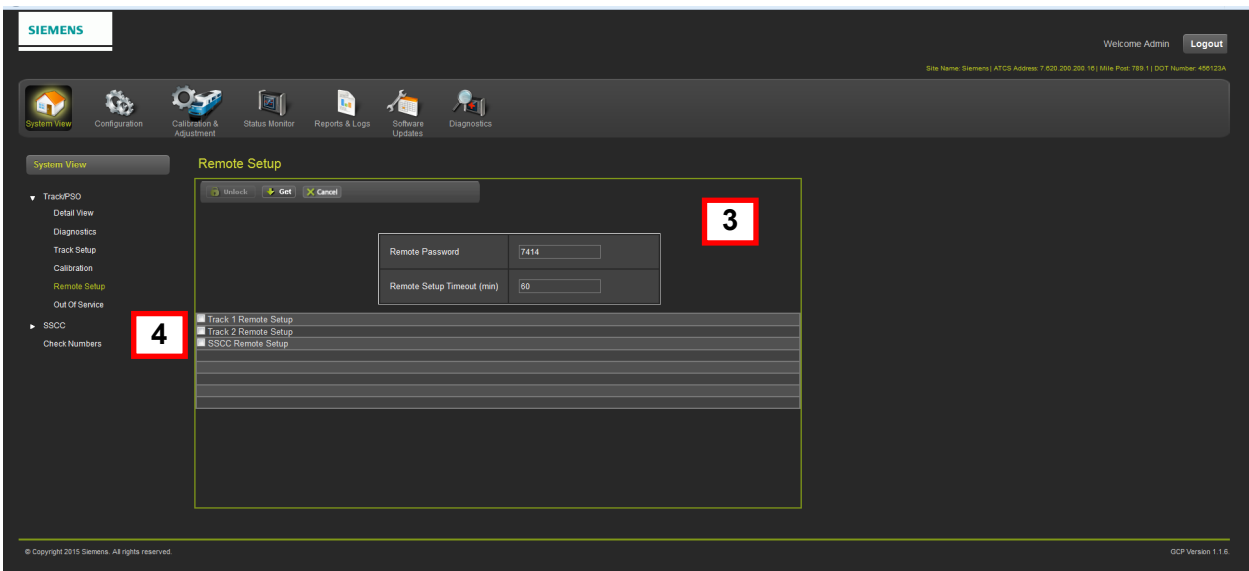 SIEMENS
Welcome Admin
Logout
Site Name: Siemens | ATCS Address: 7.620.200.200.16 | Mile Post: 789.1 | DOT Number: 466123A
System View
Configuration
Calibration & Adjustment
Status Monitor
Reports & Logs
Software Updates
Diagnostics
System View
Track/PSO
Detail View
Diagnostics
Track Setup
Calibration
Remote Setup
Out Of Service
SSCC
Check Numbers
Remote Setup
Unlock
Get
Cancel
3
Remote Password
7414
Remote Setup Timeout (min)
60
4
Track 1 Remote Setup
Track 2 Remote Setup
SSCC Remote Setup
© Copyright 2015 Siemens. All rights reserved.
GCP Version 1.1.6.